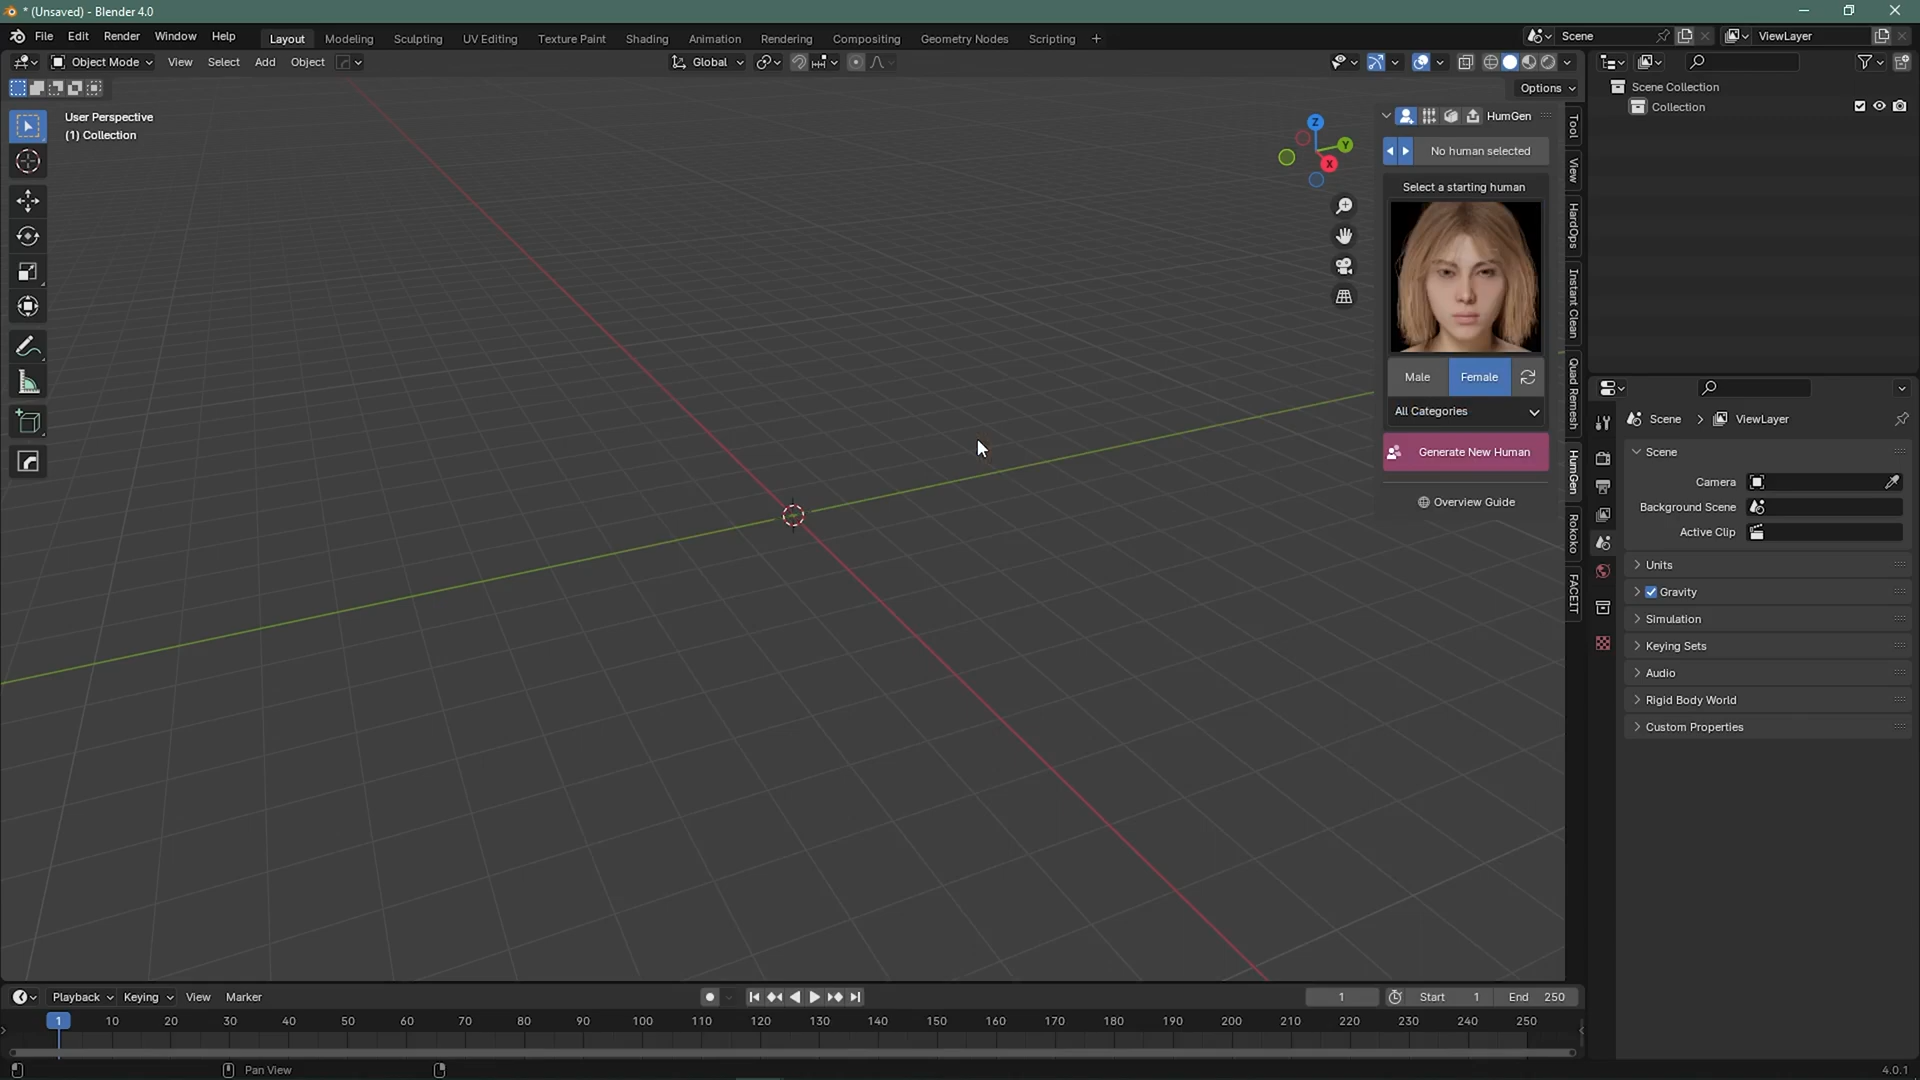 * (Unsaved) - Blender 4.0
File Edit Render Window Help Layout Modeling Sculpting UV Editing Texture Paint Shading Animation Rendering Compositing Geometry Nodes Scripting + Scene ViewLayer
Object Mode View Select Add Object Global
Options
User Perspective
(1) Collection
Z
Y
X
HumGen
No human selected
Select a starting human
Male Female
All Categories
Generate New Human
Overview Guide
Tool
View
HardOps
Instant Clean
Quad Remesh
HumGen
Rokoko
FACEIT
Scene Collection
Collection
Scene > ViewLayer
Scene
Camera
Background Scene
Active Clip
Units
Gravity
Simulation
Keying Sets
Audio
Rigid Body World
Custom Properties
Playback Keying View Marker 1 Start 1 End 250
1 10 20 30 40 50 60 70 80 90 100 110 120 130 140 150 160 170 180 190 200 210 220 230 240 250
Pan View 4.0.1